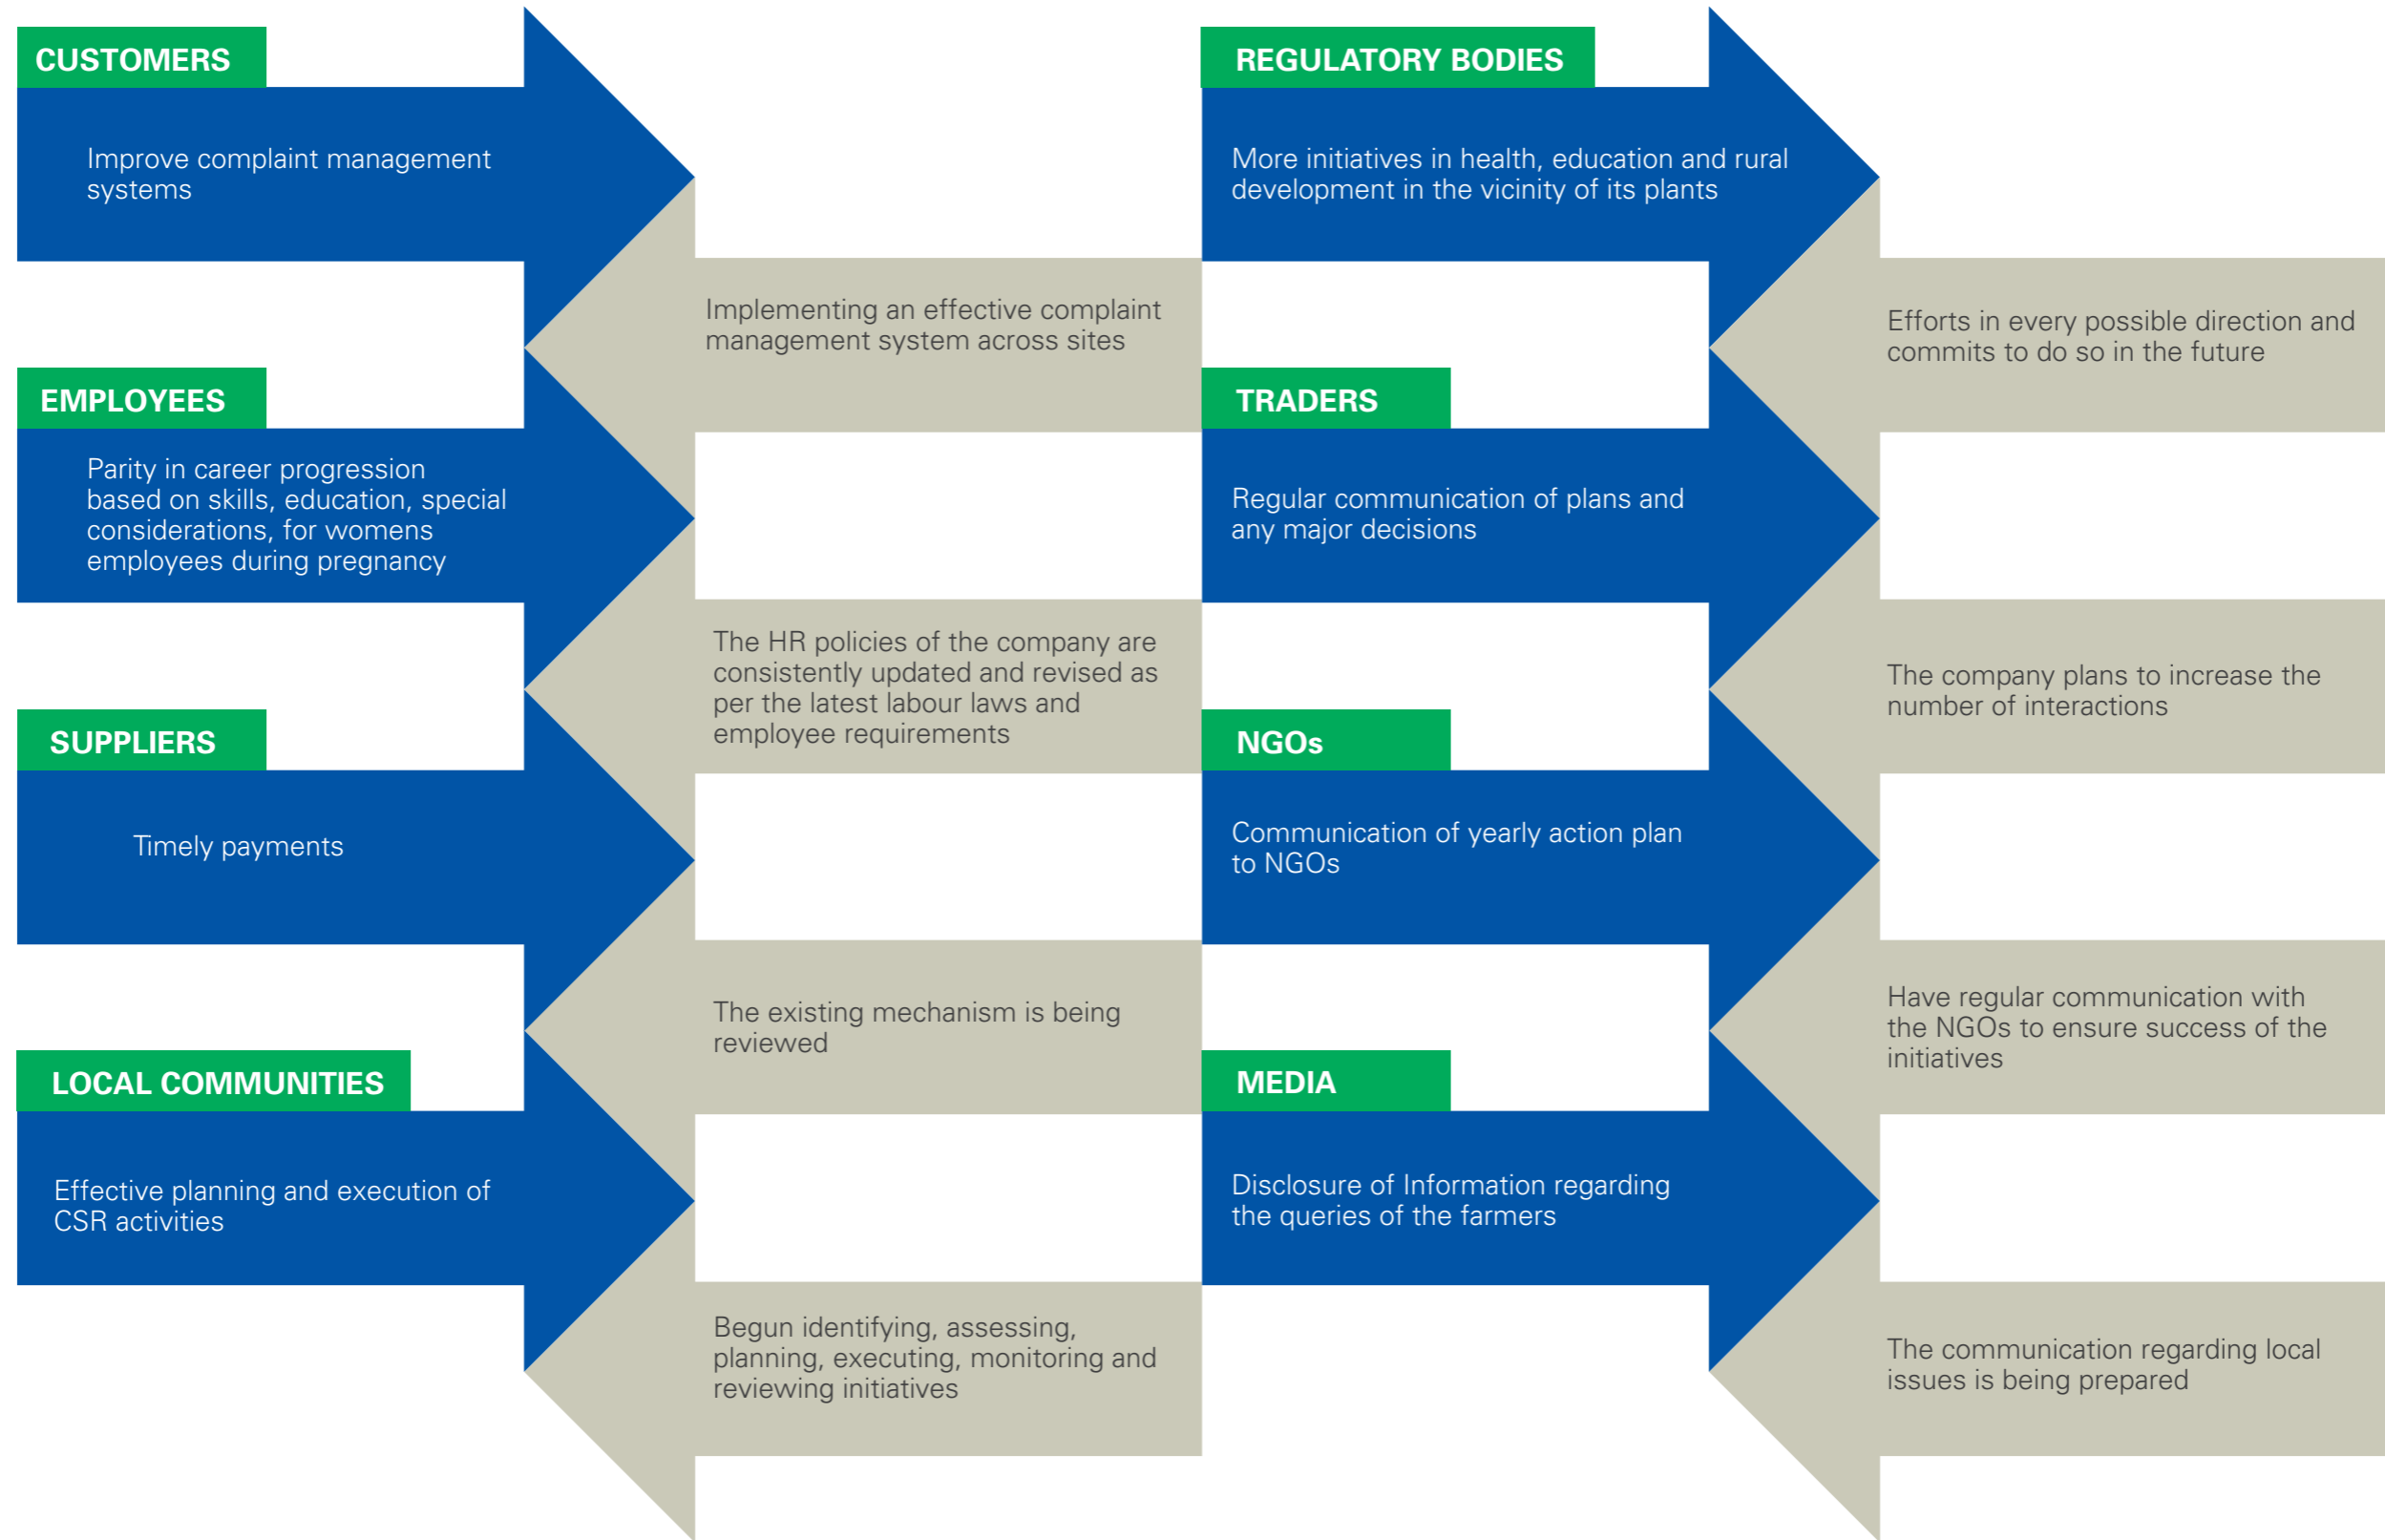 CUSTOMERS
Improve complaint management
systems
Implementing an effective complaint
management system across sites
EMPLOYEES
Parity in career progression
based on skills, education, special
considerations, for womens
employees during pregnancy
The HR policies of the company are
consistently updated and revised as
per the latest labour laws and
employee requirements
SUPPLIERS
Timely payments
The existing mechanism is being
reviewed
LOCAL COMMUNITIES
Effective planning and execution of
CSR activities
Begun identifying, assessing,
planning, executing, monitoring and
reviewing initiatives
REGULATORY BODIES
More initiatives in health, education and rural
development in the vicinity of its plants
Efforts in every possible direction and
commits to do so in the future
TRADERS
Regular communication of plans and
any major decisions
The company plans to increase the
number of interactions
NGOs
Communication of yearly action plan
to NGOs
Have regular communication with
the NGOs to ensure success of the
initiatives
MEDIA
Disclosure of Information regarding
the queries of the farmers
The communication regarding local
issues is being prepared